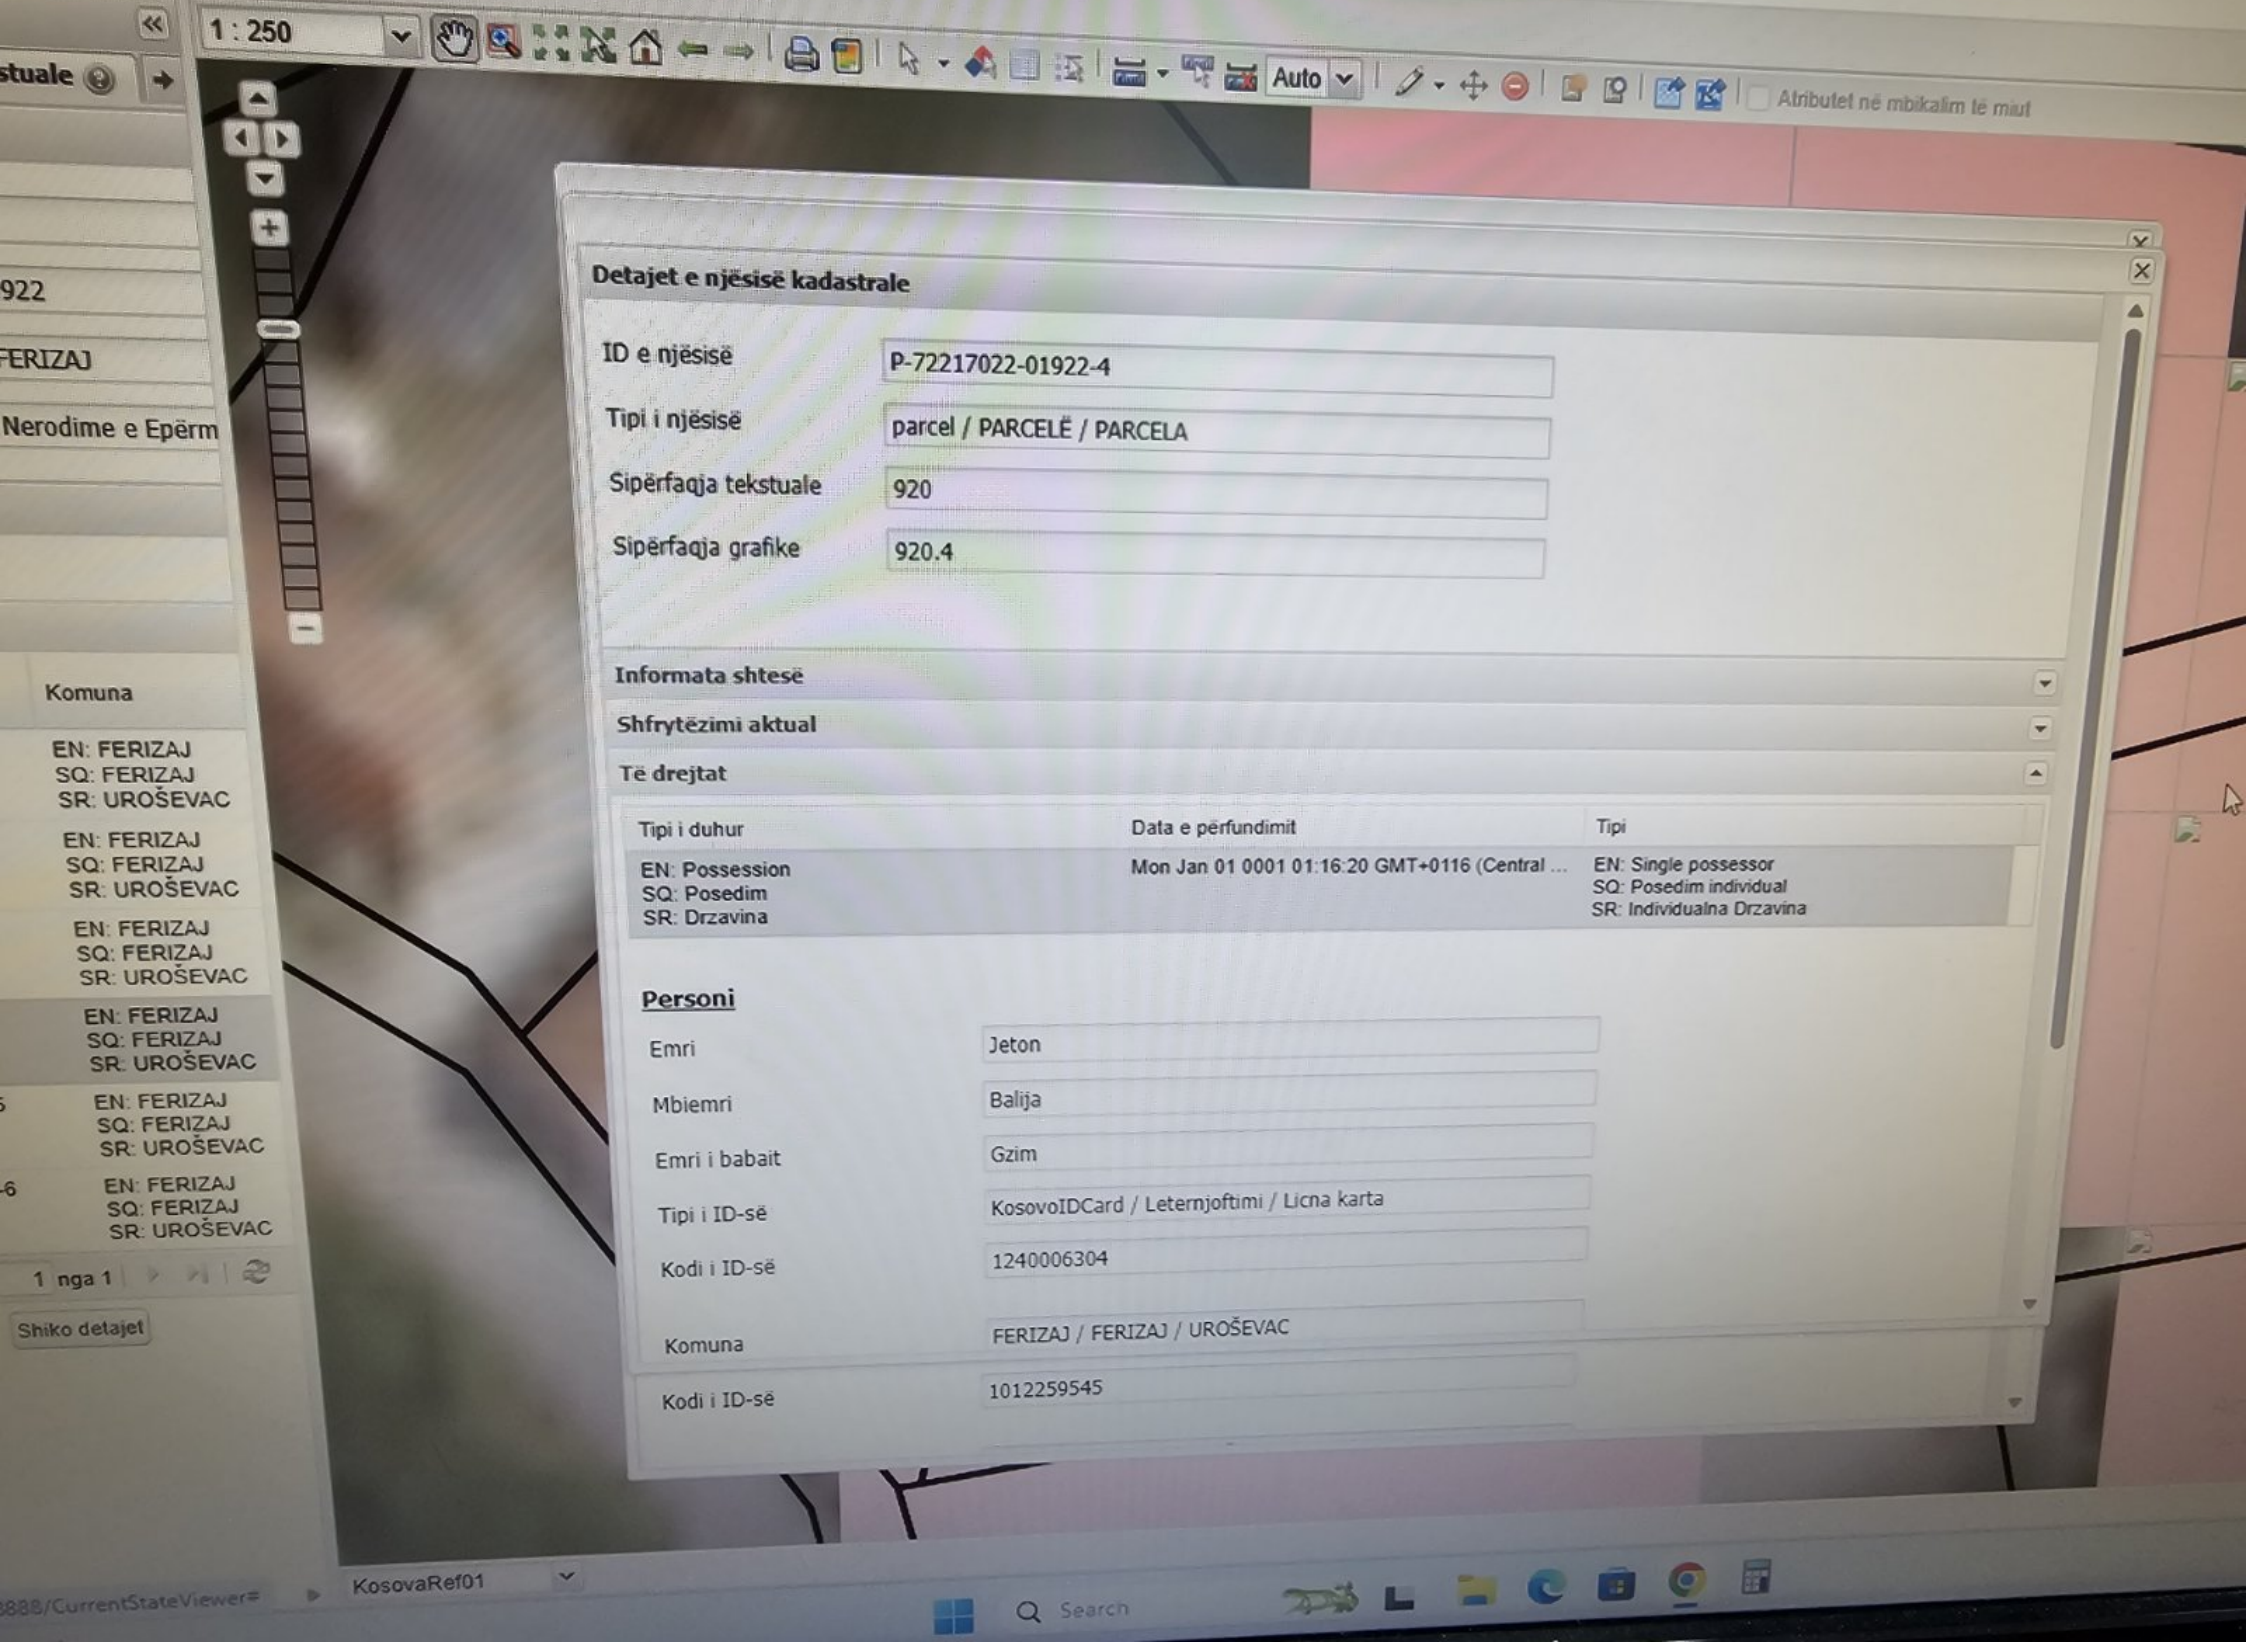 1 : 250
Auto
Atributet në mbikalim të miut
stuale
922
FERIZAJ
Nerodime e Epërm
Komuna
EN: FERIZAJ
SQ: FERIZAJ
SR: UROŠEVAC
EN: FERIZAJ
SQ: FERIZAJ
SR: UROŠEVAC
EN: FERIZAJ
SQ: FERIZAJ
SR: UROŠEVAC
EN: FERIZAJ
SQ: FERIZAJ
SR: UROŠEVAC
EN: FERIZAJ
SQ: FERIZAJ
SR: UROŠEVAC
-6 EN: FERIZAJ
SQ: FERIZAJ
SR: UROŠEVAC
1 nga 1
Shiko detajet
Detajet e njësisë kadastrale
ID e njësisë P-72217022-01922-4
Tipi i njësisë parcel / PARCELË / PARCELA
Sipërfaqja tekstuale 920
Sipërfaqja grafike 920.4
Informata shtesë
Shfrytëzimi aktual
Të drejtat
Tipi i duhur Data e përfundimit Tipi
EN: Possession Mon Jan 01 0001 01:16:20 GMT+0116 (Central ... EN: Single possessor
SQ: Posedim SQ: Posedim individual
SR: Drzavina SR: Individualna Drzavina
Personi
Emri Jeton
Mbiemri Balija
Emri i babait Gzim
Tipi i ID-së KosovoIDCard / Leternjoftimi / Licna karta
Kodi i ID-së 1240006304
Komuna FERIZAJ / FERIZAJ / UROŠEVAC
Kodi i ID-së 1012259545
8888/CurrentStateViewer=
KosovaRef01
Search